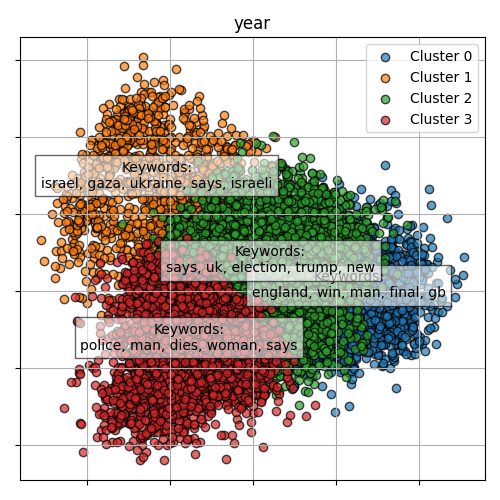 year
Cluster 0
Cluster 1
Cluster 2
Cluster 3
Keywords:
israel, gaza, ukraine, says, israeli
Keywords:
says, uk, election, trump, new
Keywords:
england, win, man, final, gb
Keywords:
police, man, dies, woman, says